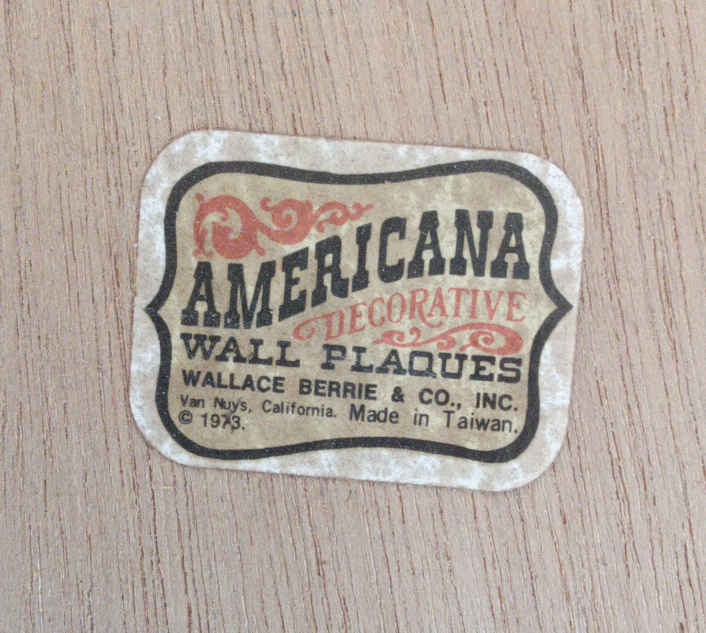 AMERICANA
DECORATIVE
WALL PLAQUES
WALLACE BERRIE & CO., INC.
Van Nuys, California. Made in Taiwan.
© 1973.